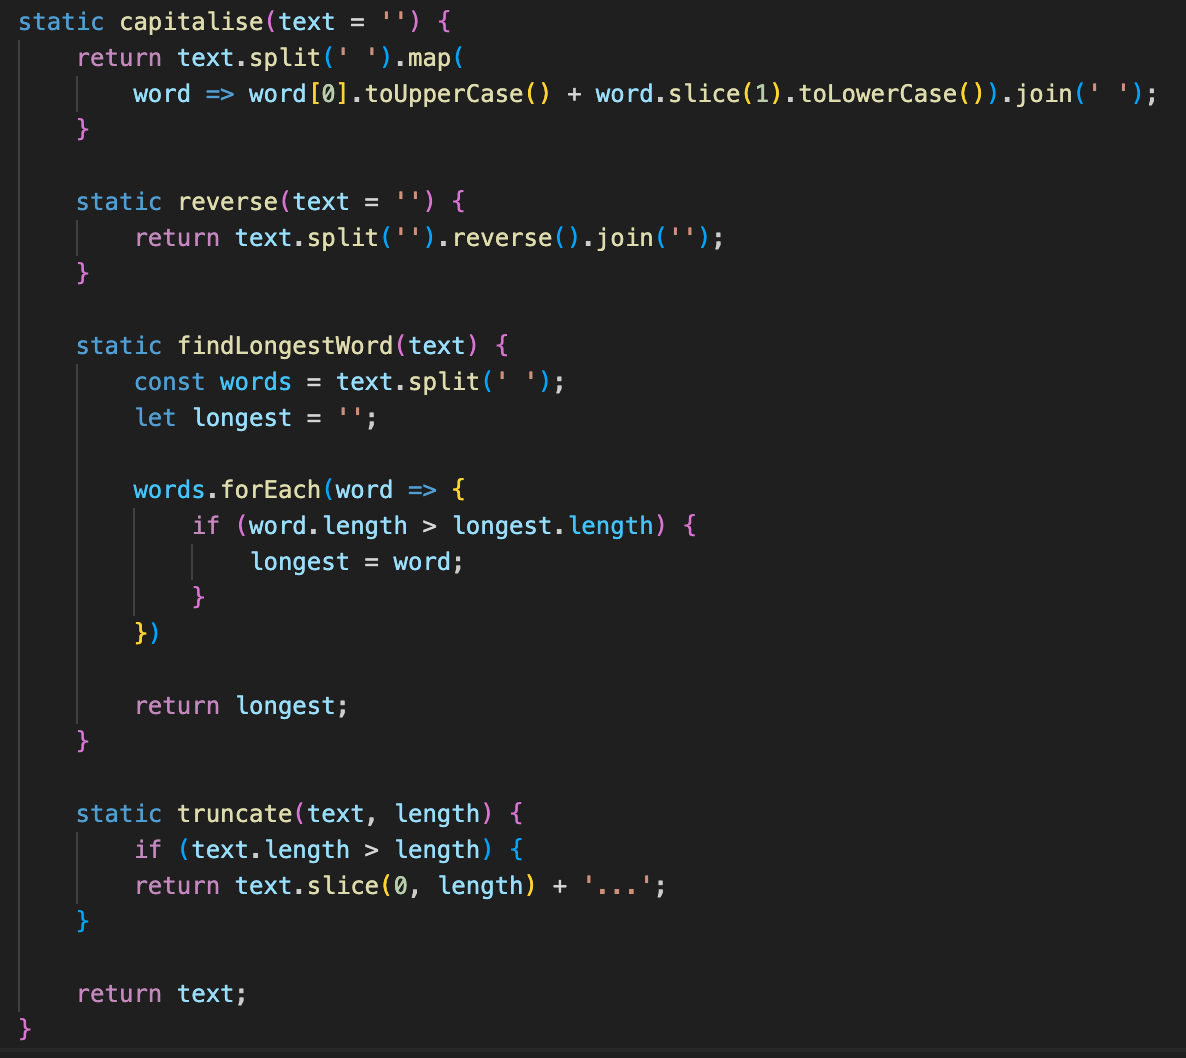 static capitalise(text = '') {
    return text.split(' ').map(
        word => word[0].toUpperCase() + word.slice(1).toLowerCase()).join(' ');
    }

    static reverse(text = '') {
        return text.split('').reverse().join('');
    }

    static findLongestWord(text) {
        const words = text.split(' ');
        let longest = '';

        words.forEach(word => {
            if (word.length > longest.length) {
                longest = word;
            }
        })

        return longest;
    }

    static truncate(text, length) {
        if (text.length > length) {
        return text.slice(0, length) + '...';
    }

    return text;
}